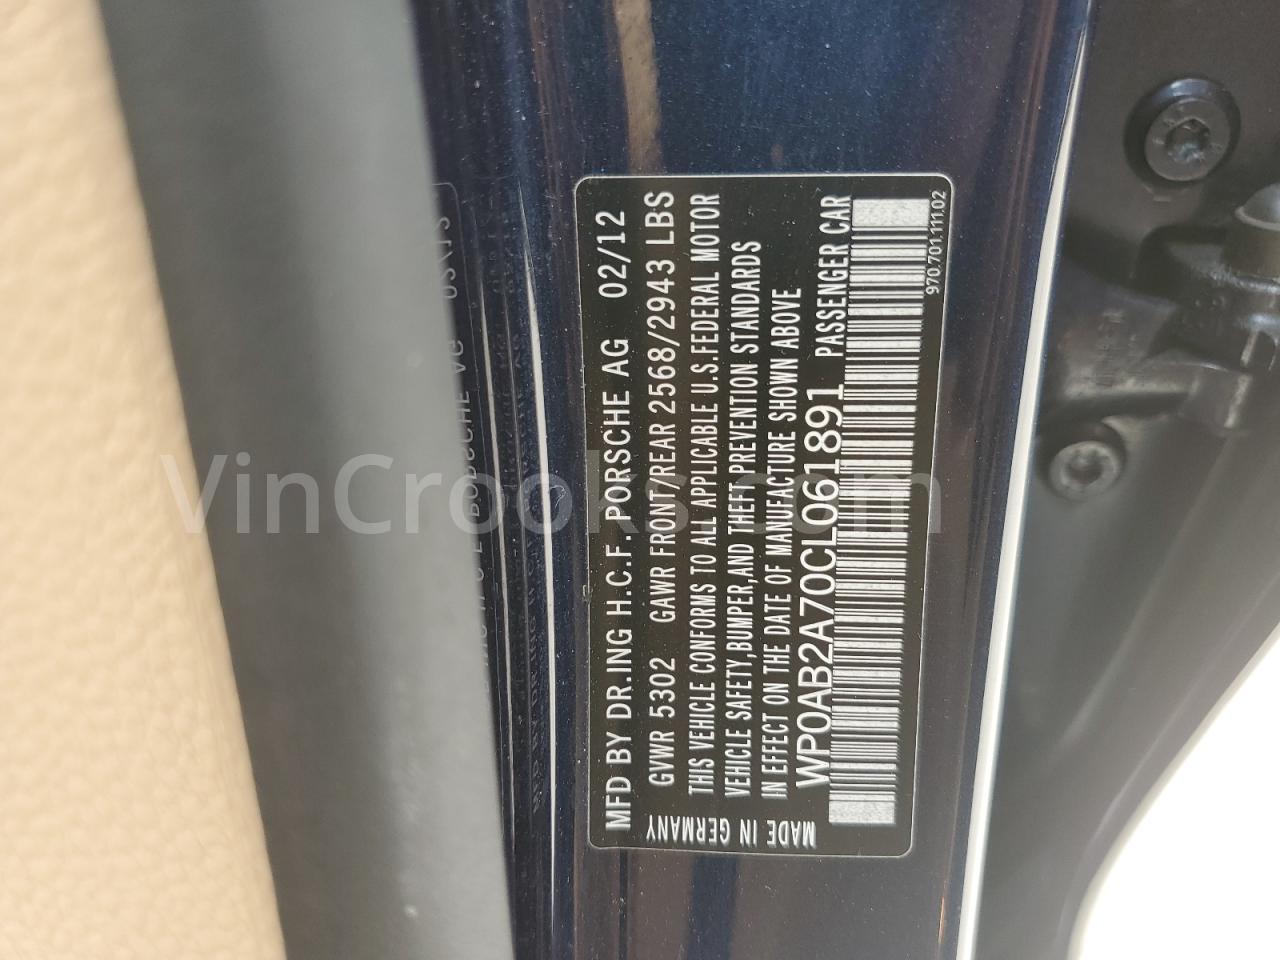 MFD BY DR.ING H.C.F.PORSCHE AG 02/12
GVWR 5302 GAWR FRONT/REAR 2568/2943 LBS
THIS VEHICLE CONFORMS TO ALL APPLICABLE U.S.FEDERAL MOTOR
VEHICLE SAFETY,BUMPER,AND THEFT PREVENTION STANDARDS
IN EFFECT ON THE DATE OF MANUFACTURE SHOWN ABOVE
WP0AB2A70CL061891 PASSENGER CAR
MADE IN GERMANY
970.701.111.02
VinCrooks.com